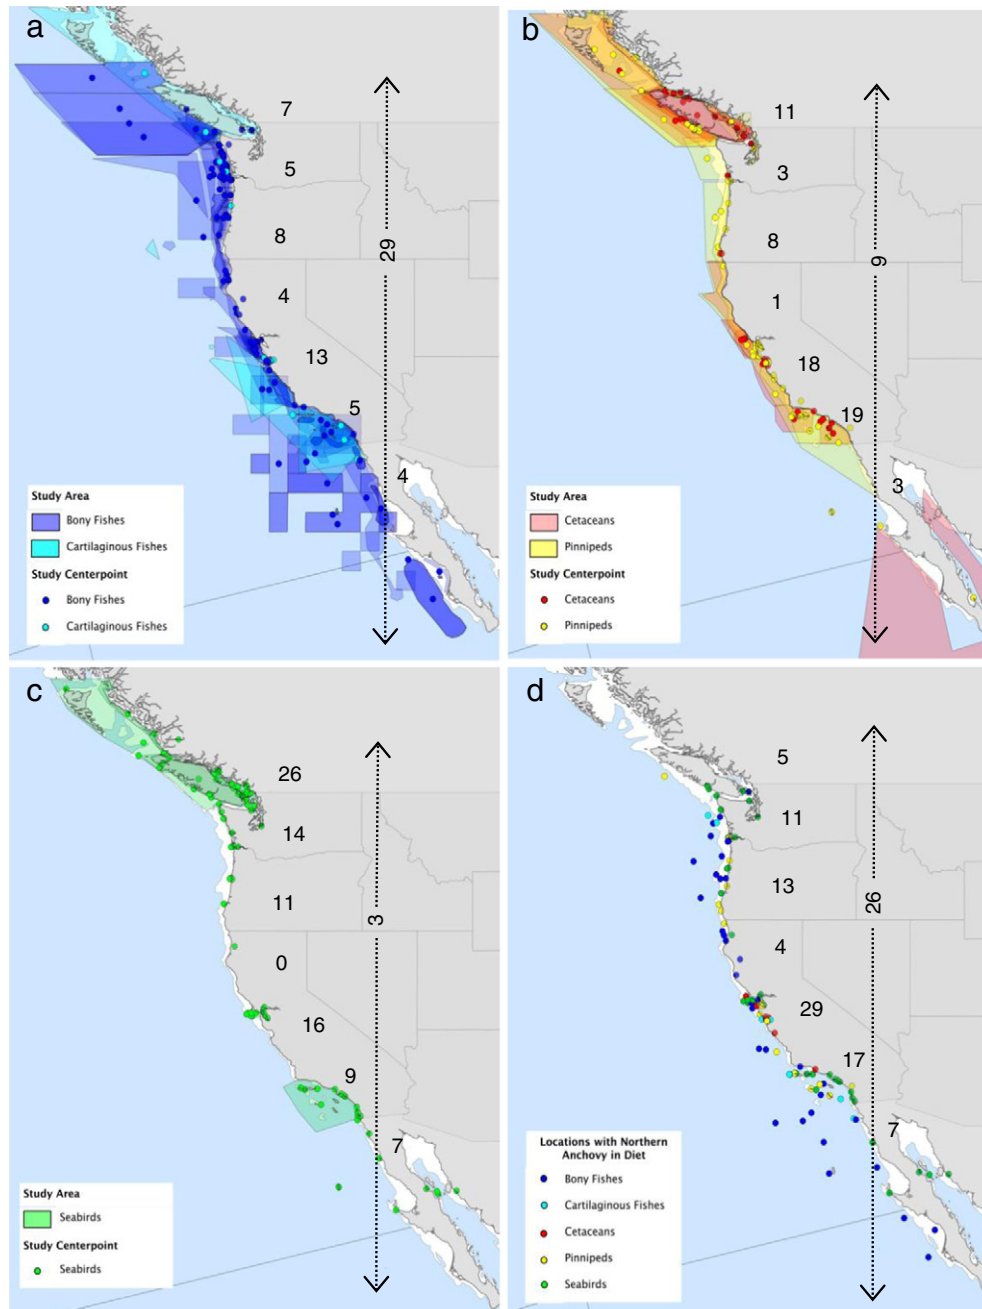 a
7
5
8
29
4
13
5
4
Study Area
Bony Fishes
Cartilaginous Fishes
Study Centerpoint
Bony Fishes
Cartilaginous Fishes
b
11
3
8
9
1
18
19
3
Study Area
Cetaceans
Pinnipeds
Study Centerpoint
Cetaceans
Pinnipeds
c
26
14
11
3
0
16
9
7
Study Area
Seabirds
Study Centerpoint
Seabirds
d
5
11
13
26
4
29
17
7
Locations with Northern
Anchovy in Diet
Bony Fishes
Cartilaginous Fishes
Cetaceans
Pinnipeds
Seabirds